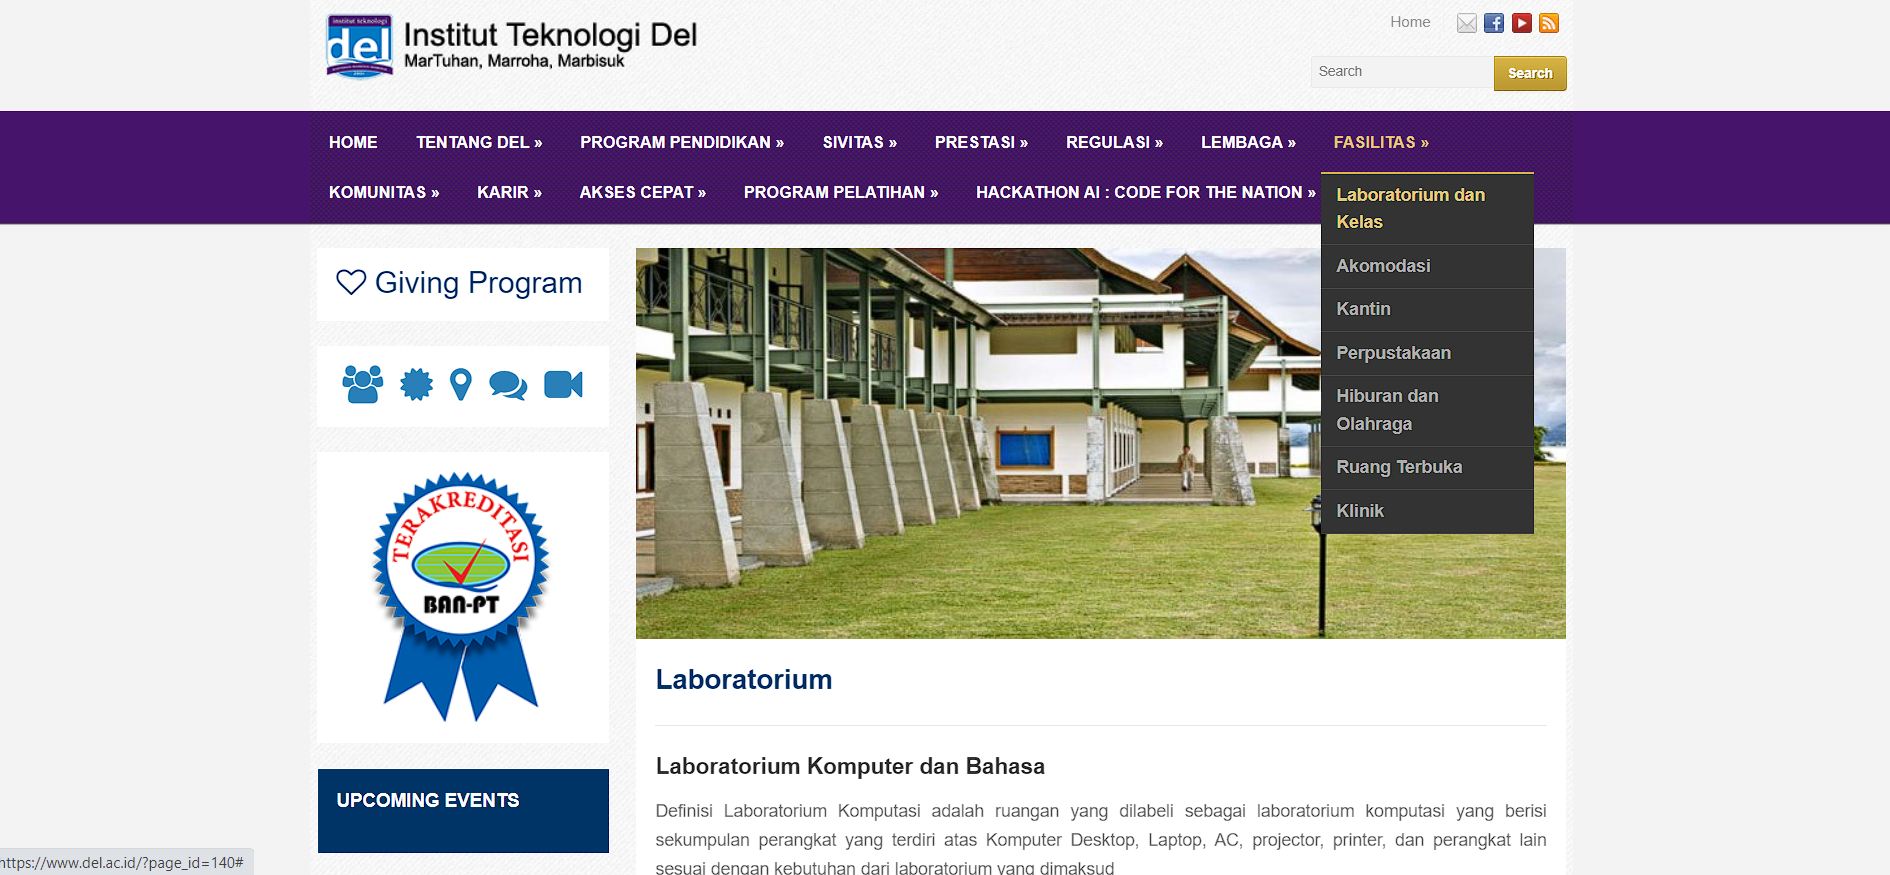 institut teknologi
del
Institut Teknologi Del
MarTuhan, Marroha, Marbisuk
Home
Search
Search
HOME
TENTANG DEL »
PROGRAM PENDIDIKAN »
SIVITAS »
PRESTASI »
REGULASI »
LEMBAGA »
FASILITAS »
KOMUNITAS »
KARIR »
AKSES CEPAT »
PROGRAM PELATIHAN »
HACKATHON AI : CODE FOR THE NATION »
Laboratorium dan
Kelas
Akomodasi
Kantin
Perpustakaan
Hiburan dan
Olahraga
Ruang Terbuka
Klinik
Giving Program
TERAKREDITASI
BAN-PT
UPCOMING EVENTS
Laboratorium
Laboratorium Komputer dan Bahasa
Definisi Laboratorium Komputasi adalah ruangan yang dilabeli sebagai laboratorium komputasi yang berisi
sekumpulan perangkat yang terdiri atas Komputer Desktop, Laptop, AC, projector, printer, dan perangkat lain
sesuai dengan kebutuhan dari laboratorium yang dimaksud
https://www.del.ac.id/?page_id=140#